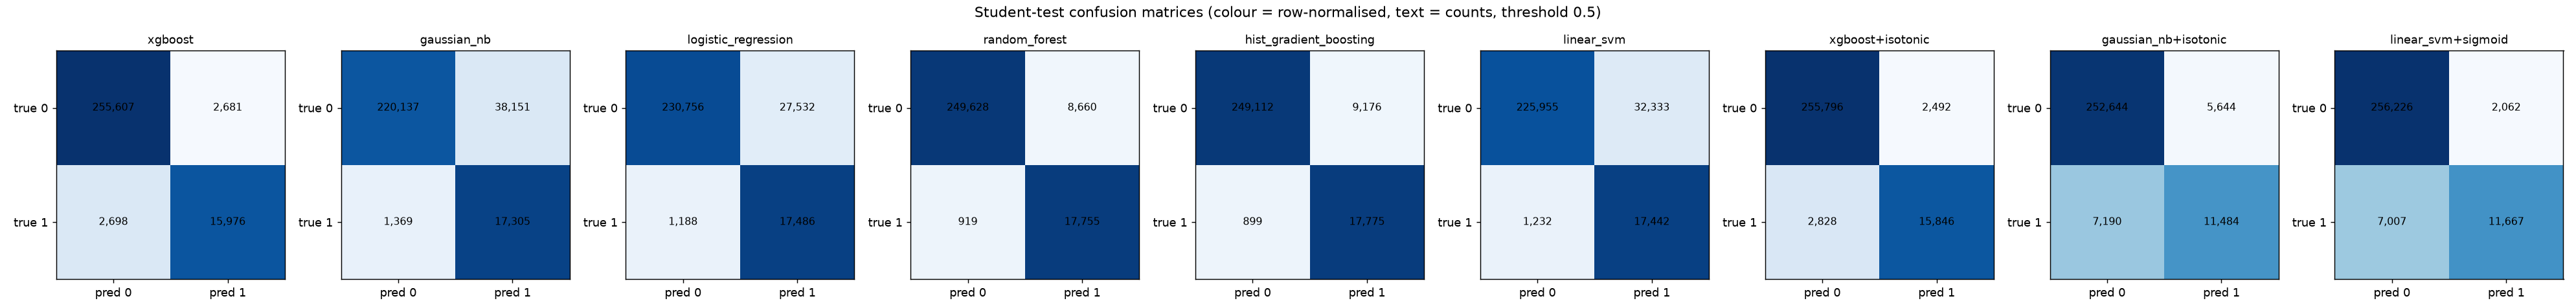 Student-test confusion matrices (colour = row-normalised, text = counts, threshold 0.5)
xgboost
true 0 255,607 2,681
true 1 2,698 15,976
pred 0 pred 1
gaussian_nb
true 0 220,137 38,151
true 1 1,369 17,305
pred 0 pred 1
logistic_regression
true 0 230,756 27,532
true 1 1,188 17,486
pred 0 pred 1
random_forest
true 0 249,628 8,660
true 1 919 17,755
pred 0 pred 1
hist_gradient_boosting
true 0 249,112 9,176
true 1 899 17,775
pred 0 pred 1
linear_svm
true 0 225,955 32,333
true 1 1,232 17,442
pred 0 pred 1
xgboost+isotonic
true 0 255,796 2,492
true 1 2,828 15,846
pred 0 pred 1
gaussian_nb+isotonic
true 0 252,644 5,644
true 1 7,190 11,484
pred 0 pred 1
linear_svm+sigmoid
true 0 256,226 2,062
true 1 7,007 11,667
pred 0 pred 1